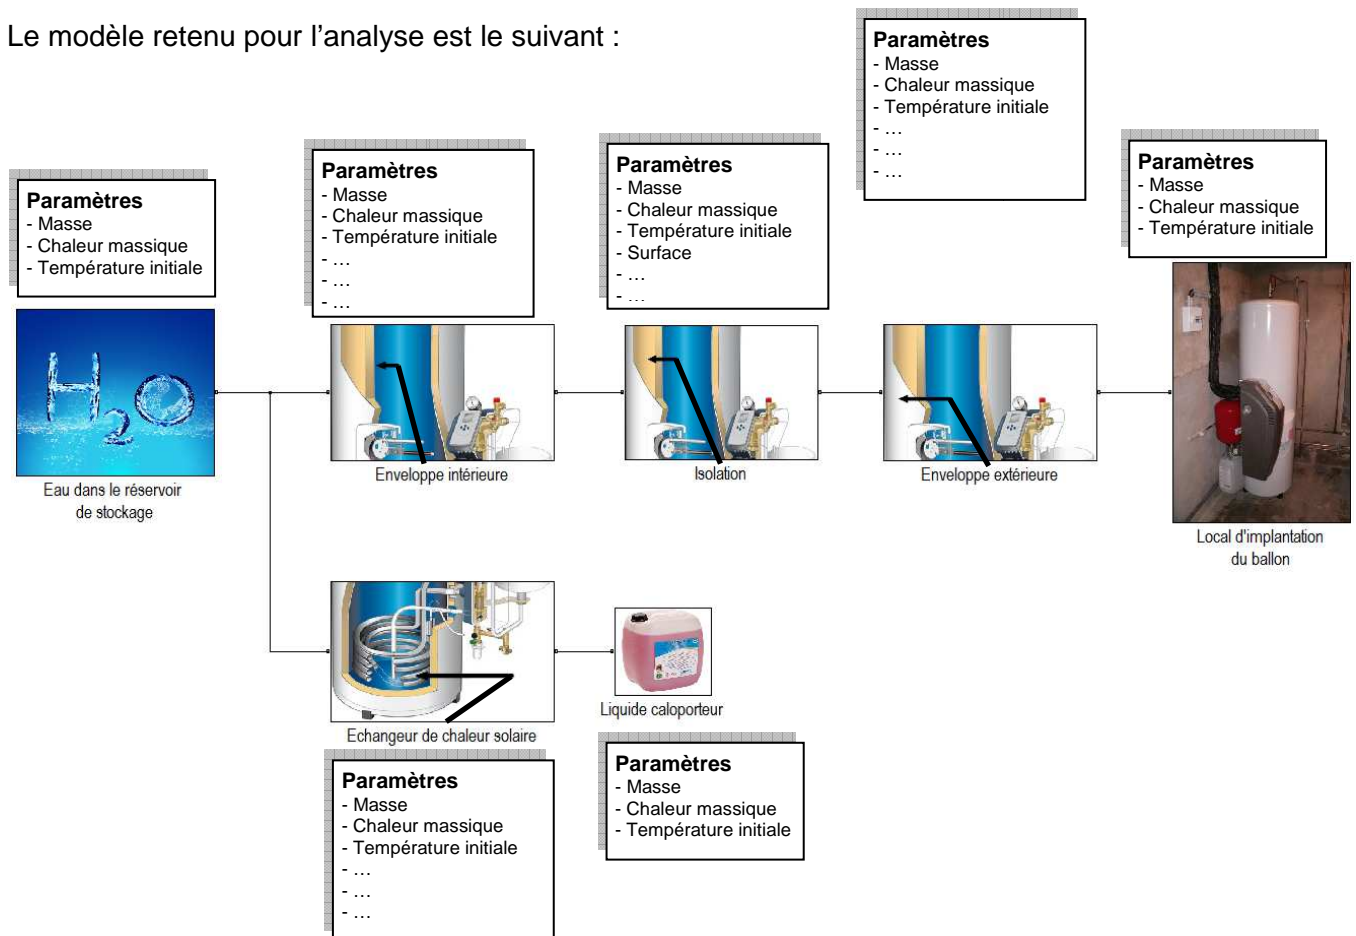 Le modèle retenu pour l'analyse est le suivant :
Paramètres
- Masse
- Chaleur massique
- Température initiale
- ...
- ...
- ...
Paramètres
- Masse
- Chaleur massique
- Température initiale
Paramètres
- Masse
- Chaleur massique
- Température initiale
- ...
- ...
- ...
Paramètres
- Masse
- Chaleur massique
- Température initiale
- Surface
- ...
- ...
Paramètres
- Masse
- Chaleur massique
- Température initiale
H2O
Eau dans le réservoir
de stockage
Enveloppe intérieure
Isolation
Enveloppe extérieure
Local d'implantation
du ballon
Echangeur de chaleur solaire
Liquide caloporteur
Paramètres
- Masse
- Chaleur massique
- Température initiale
- ...
- ...
- ...
Paramètres
- Masse
- Chaleur massique
- Température initiale